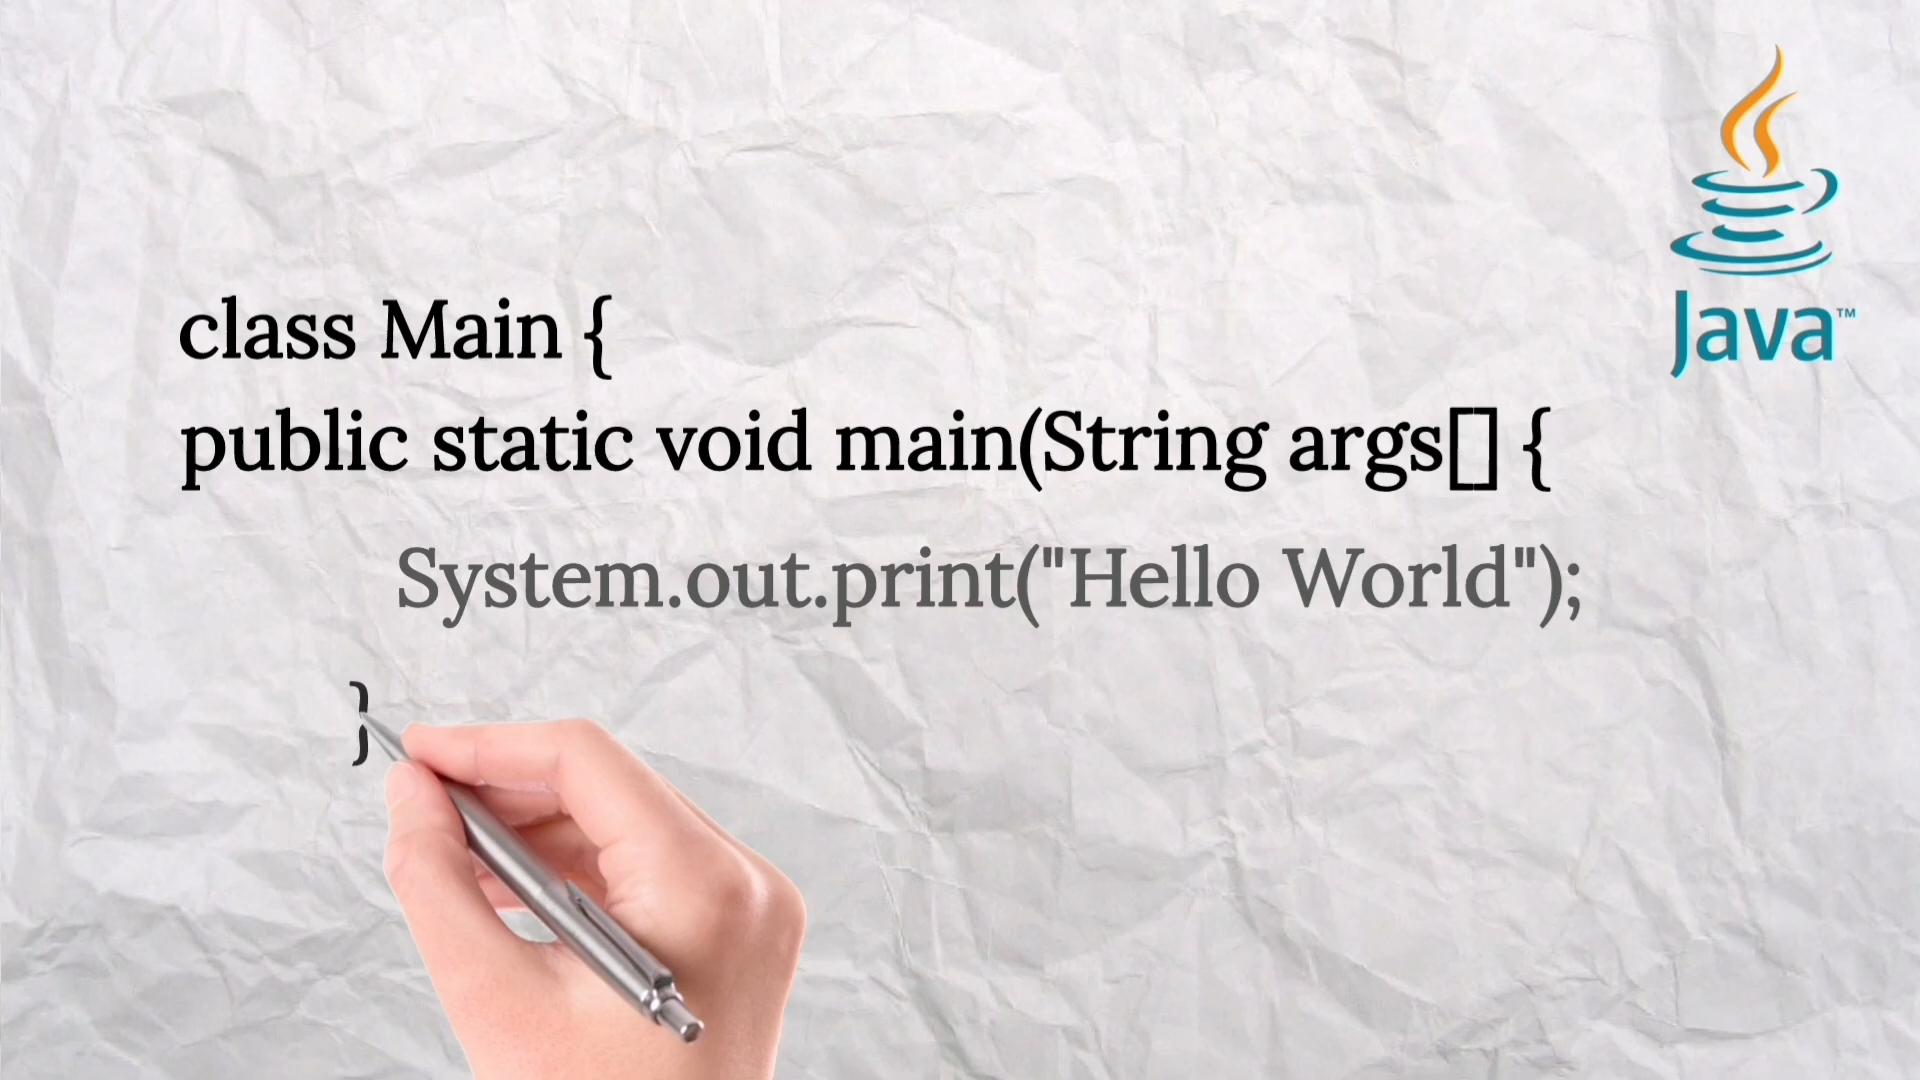 Java™
class Main {
public static void main(String args[] {
System.out.print("Hello World");
}